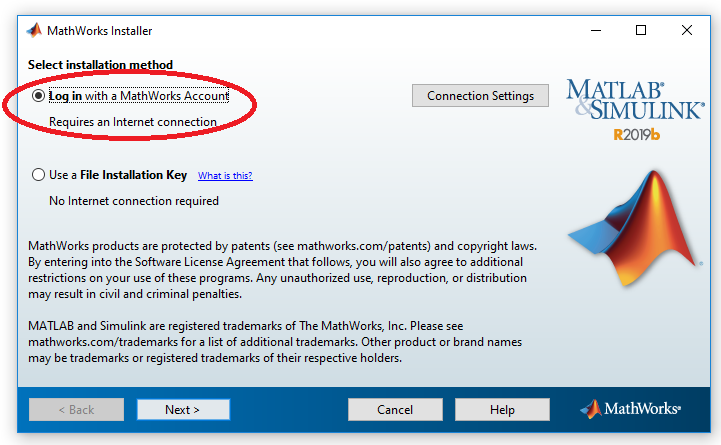 MathWorks Installer
Select installation method
Log in with a MathWorks Account
Connection Settings
Requires an Internet connection
MATLAB®
&SIMULINK®
R2019b
Use a File Installation Key What is this?
No Internet connection required
MathWorks products are protected by patents (see mathworks.com/patents) and copyright laws.
By entering into the Software License Agreement that follows, you will also agree to additional
restrictions on your use of these programs. Any unauthorized use, reproduction, or distribution
may result in civil and criminal penalties.
MATLAB and Simulink are registered trademarks of The MathWorks, Inc. Please see
mathworks.com/trademarks for a list of additional trademarks. Other product or brand names
may be trademarks or registered trademarks of their respective holders.
< Back
Next >
Cancel
Help
MathWorks®